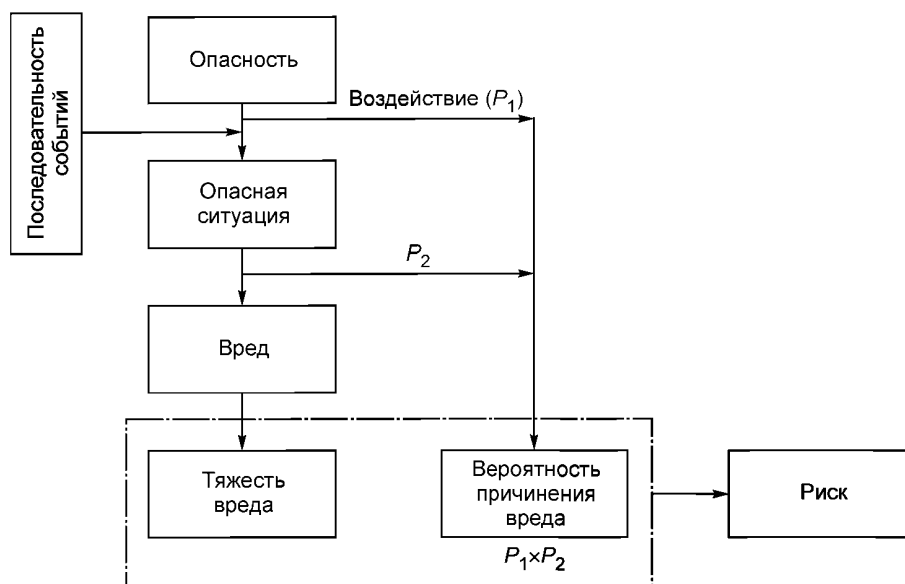 Последовательность
событий
Опасность
Воздействие (P₁)
Опасная
ситуация
P₂
Вред
Тяжесть
вреда
Вероятность
причинения
вреда
P₁×P₂
Риск